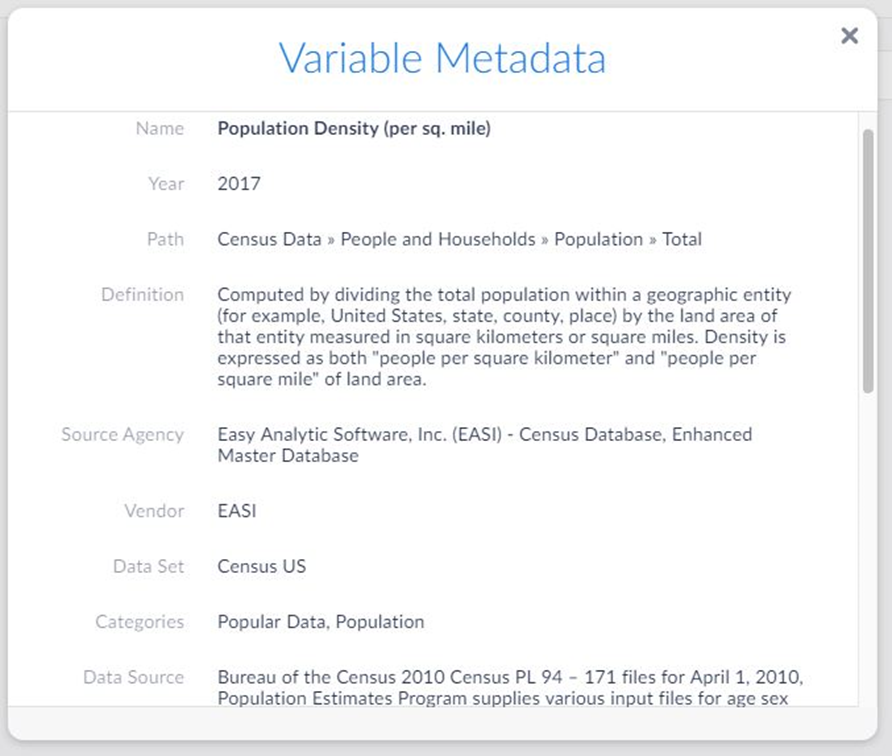 Variable Metadata
Name Population Density (per sq. mile)
Year 2017
Path Census Data » People and Households » Population » Total
Definition Computed by dividing the total population within a geographic entity
(for example, United States, state, county, place) by the land area of
that entity measured in square kilometers or square miles. Density is
expressed as both "people per square kilometer" and "people per
square mile" of land area.
Source Agency Easy Analytic Software, Inc. (EASI) - Census Database, Enhanced
Master Database
Vendor EASI
Data Set Census US
Categories Popular Data, Population
Data Source Bureau of the Census 2010 Census PL 94 – 171 files for April 1, 2010,
Population Estimates Program supplies various input files for age sex